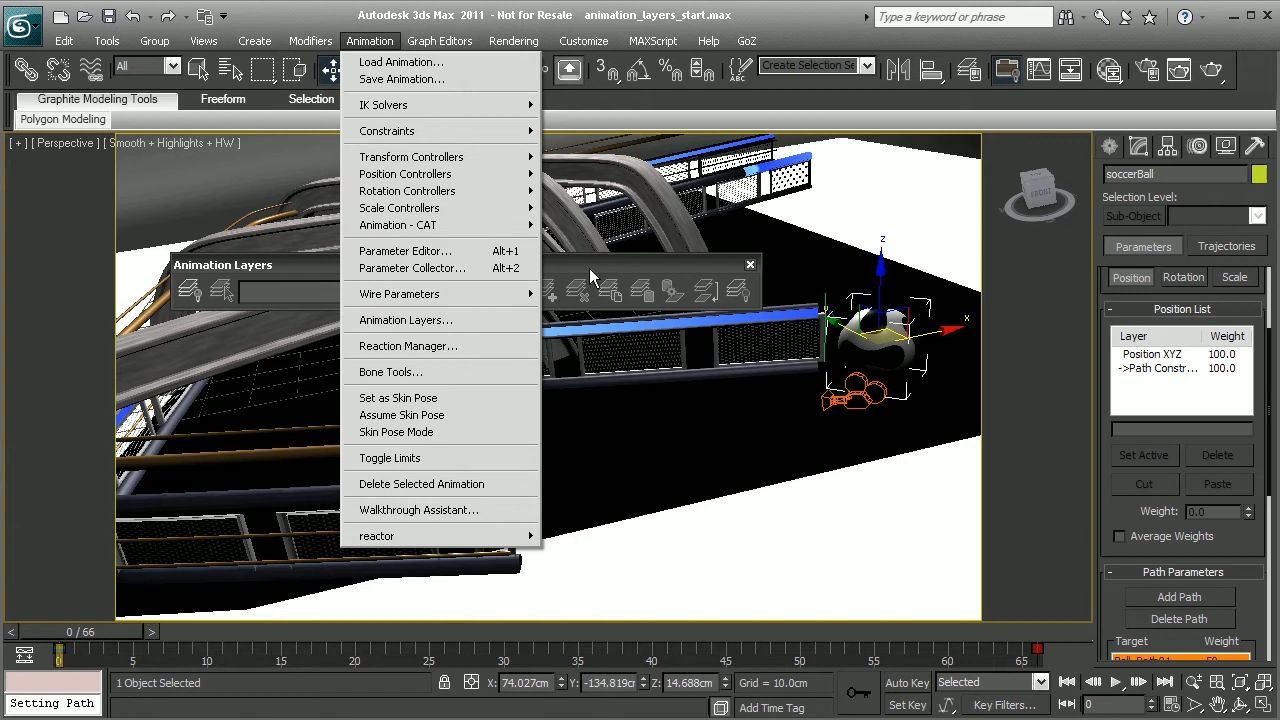 Autodesk 3ds Max 2011 - Not for Resale animation_layers_start.max
Type a keyword or phrase
Edit Tools Group Views Create Modifiers Animation Graph Editors Rendering Customize MAXScript Help GoZ
All
Create Selection Se
Graphite Modeling Tools Freeform Selection
Polygon Modeling
[ + ] [ Perspective ] [ Smooth + Highlights + HW ]
Load Animation...
Save Animation...
IK Solvers
Constraints
Transform Controllers
Position Controllers
Rotation Controllers
Scale Controllers
Animation - CAT
Parameter Editor... Alt+1
Parameter Collector... Alt+2
Wire Parameters
Animation Layers...
Reaction Manager...
Bone Tools...
Set as Skin Pose
Assume Skin Pose
Skin Pose Mode
Toggle Limits
Delete Selected Animation
Walkthrough Assistant...
reactor
Animation Layers
FRONT
z
x
soccerBall
Selection Level:
Sub-Object
Parameters Trajectories
Position Rotation Scale
- Position List
Layer Weight
Position XYZ 100.0
->Path Constr... 100.0
Set Active Delete
Cut Paste
Weight: 0.0
Average Weights
- Path Parameters
Add Path
Delete Path
Target Weight
< 0 / 66 >
0 5 10 15 20 25 30 35 40 45 50 55 60 65
1 Object Selected X: 74.027cm Y: -134.819cm Z: 14.688cm Grid = 10.0cm Auto Key Selected
Setting Path Add Time Tag Set Key Key Filters... 0